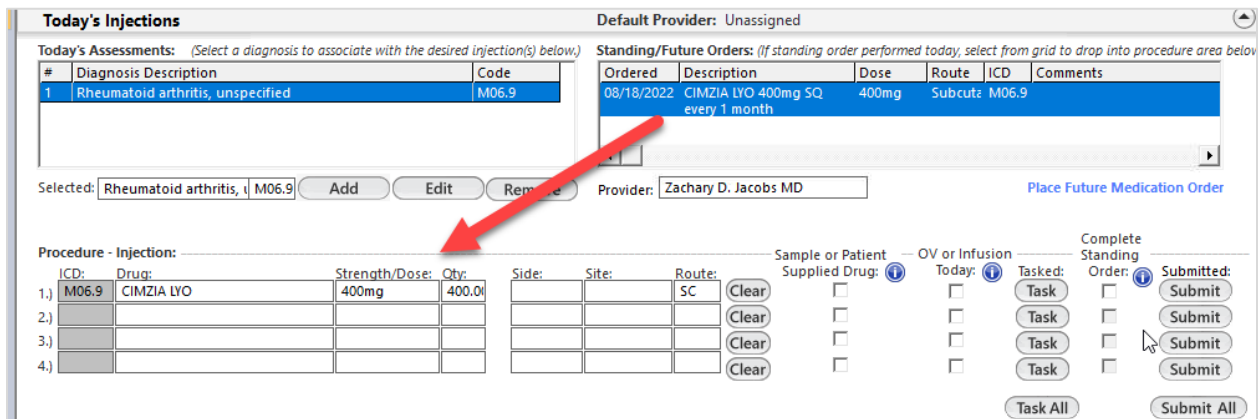 Today's Injections Default Provider: Unassigned
Today's Assessments: (Select a diagnosis to associate with the desired injection(s) below.) Standing/Future Orders: (If standing order performed today, select from grid to drop into procedure area
# Diagnosis Description Code Ordered Description Dose Route ICD Comments
1 Rheumatoid arthritis, unspecified M06.9 08/18/2022 CIMZIA LYO 400mg SQ 400mg Subcuta M06.9
every 1 month
Selected: Rheumatoid arthritis, M06.9 Add Edit Provider: Zachary D. Jacobs MD Place Future Medication Order
Complete
Procedure - Injection: Sample or Patient OV or Infusion Standing
ICD: Drug: Strength/Dose: Qty: Side: Site: Route: Supplied Drug: Today: Tasked: Order: Submitted:
1.) M06.9 CIMZIA LYO 400mg 400.0 SC Clear Task Submit
2.) Clear Task Submit
3.) Clear Task Submit
4.) Clear Task Submit
Task All Submit All